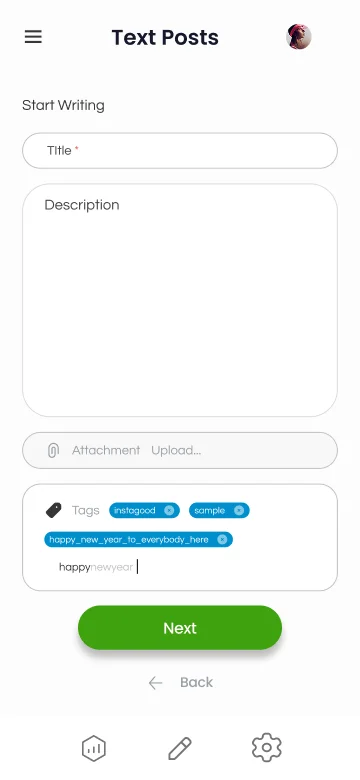 Text Posts
Start Writing
TItle *
Description
Attachment Upload...
Tags instagood sample
happy_new_year_to_everybody_here
happynewyear
Next
Back